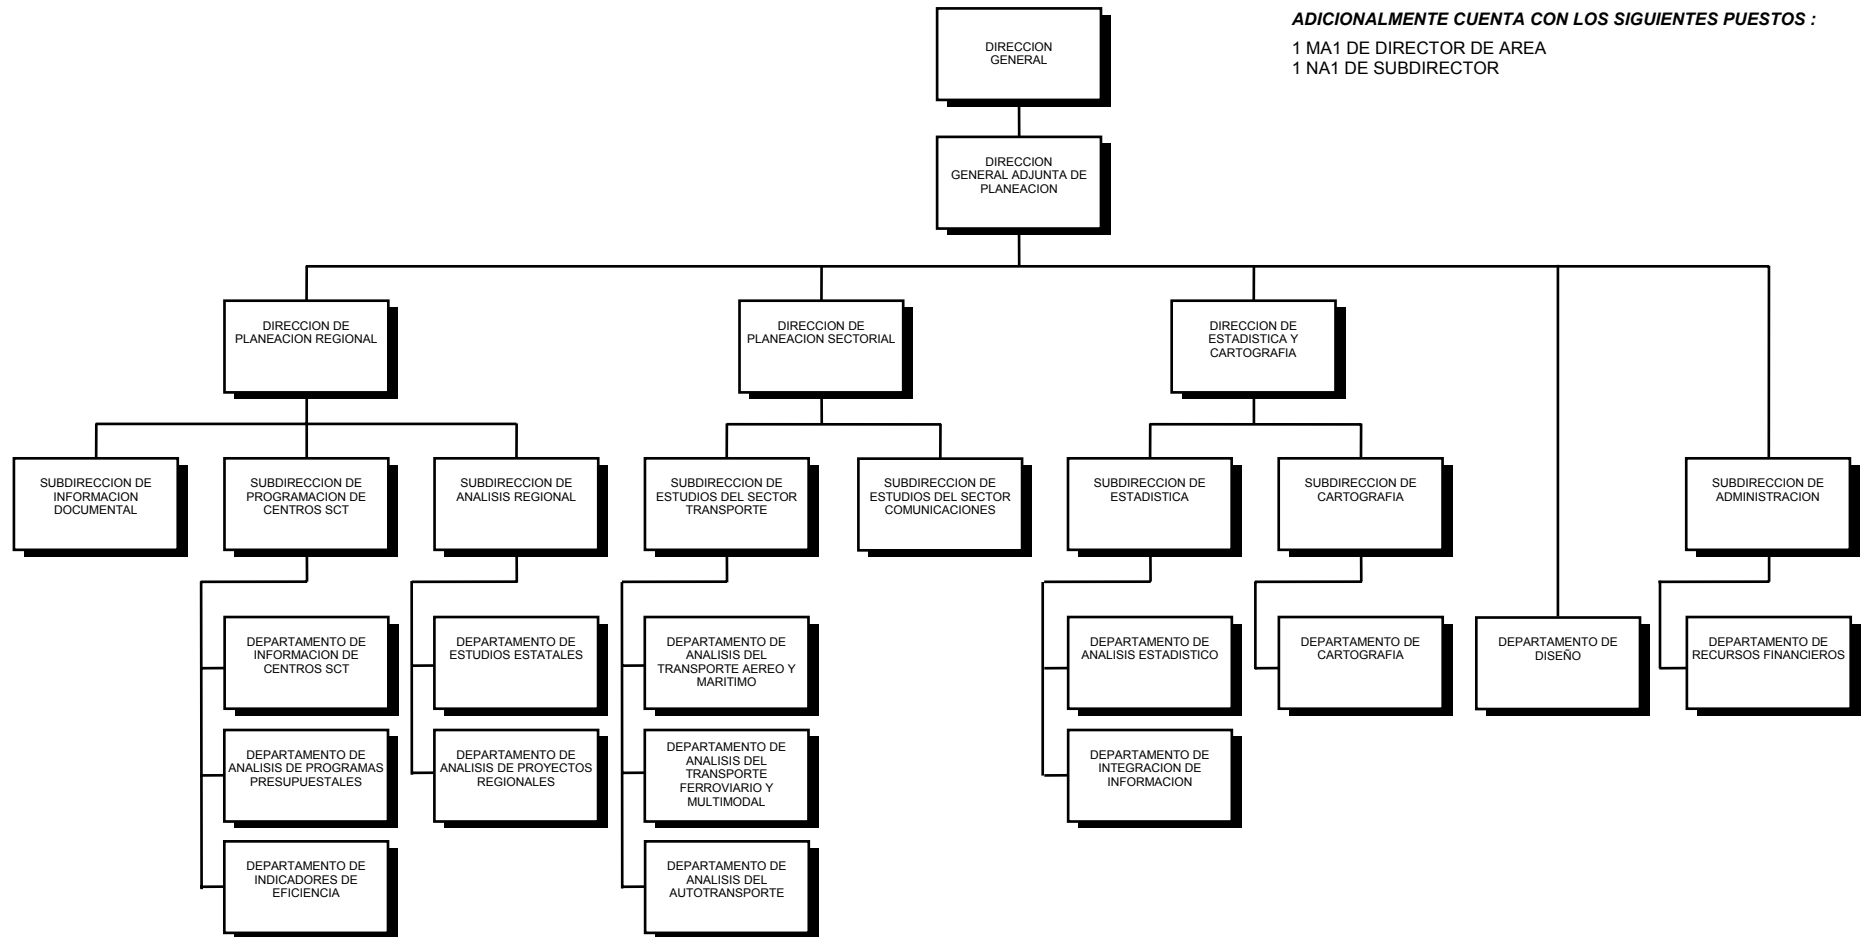 ADICIONALMENTE CUENTA CON LOS SIGUIENTES PUESTOS :
1 MA1 DE DIRECTOR DE AREA
1 NA1 DE SUBDIRECTOR
DIRECCION
GENERAL
DIRECCION
GENERAL ADJUNTA DE
PLANEACION
DIRECCION DE
PLANEACION REGIONAL
DIRECCION DE
PLANEACION SECTORIAL
DIRECCION DE
ESTADISTICA Y
CARTOGRAFIA
SUBDIRECCION DE
INFORMACION
DOCUMENTAL
SUBDIRECCION DE
PROGRAMACION DE
CENTROS SCT
SUBDIRECCION DE
ANALISIS REGIONAL
SUBDIRECCION DE
ESTUDIOS DEL SECTOR
TRANSPORTE
SUBDIRECCION DE
ESTUDIOS DEL SECTOR
COMUNICACIONES
SUBDIRECCION DE
ESTADISTICA
SUBDIRECCION DE
CARTOGRAFIA
SUBDIRECCION DE
ADMINISTRACION
DEPARTAMENTO DE
INFORMACION DE
CENTROS SCT
DEPARTAMENTO DE
ESTUDIOS ESTATALES
DEPARTAMENTO DE
ANALISIS DEL
TRANSPORTE AEREO Y
MARITIMO
DEPARTAMENTO DE
ANALISIS ESTADISTICO
DEPARTAMENTO DE
CARTOGRAFIA
DEPARTAMENTO DE
DISEÑO
DEPARTAMENTO DE
RECURSOS FINANCIEROS
DEPARTAMENTO DE
ANALISIS DE PROGRAMAS
PRESUPUESTALES
DEPARTAMENTO DE
ANALISIS DE PROYECTOS
REGIONALES
DEPARTAMENTO DE
ANALISIS DEL
TRANSPORTE
FERROVIARIO Y
MULTIMODAL
DEPARTAMENTO DE
INTEGRACION DE
INFORMACION
DEPARTAMENTO DE
INDICADORES DE
EFICIENCIA
DEPARTAMENTO DE
ANALISIS DEL
AUTOTRANSPORTE